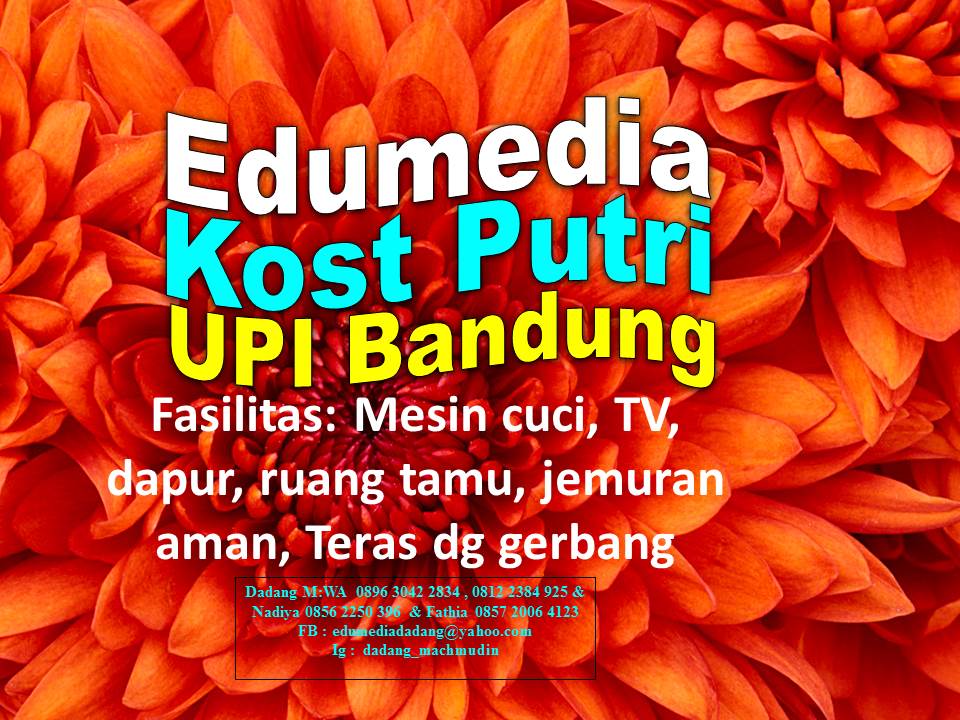 Edumedia
Kost Putri
UPI Bandung
Fasilitas: Mesin cuci, TV,
dapur, ruang tamu, jemuran
aman, Teras dg gerbang
Dadang M:WA 0896 3042 2834 , 0812 2384 925 &
Nadiya 0856 2250 396 & Fathia 0857 2006 4123
FB : edumediadadang@yahoo.com
Ig : dadang_machmudin